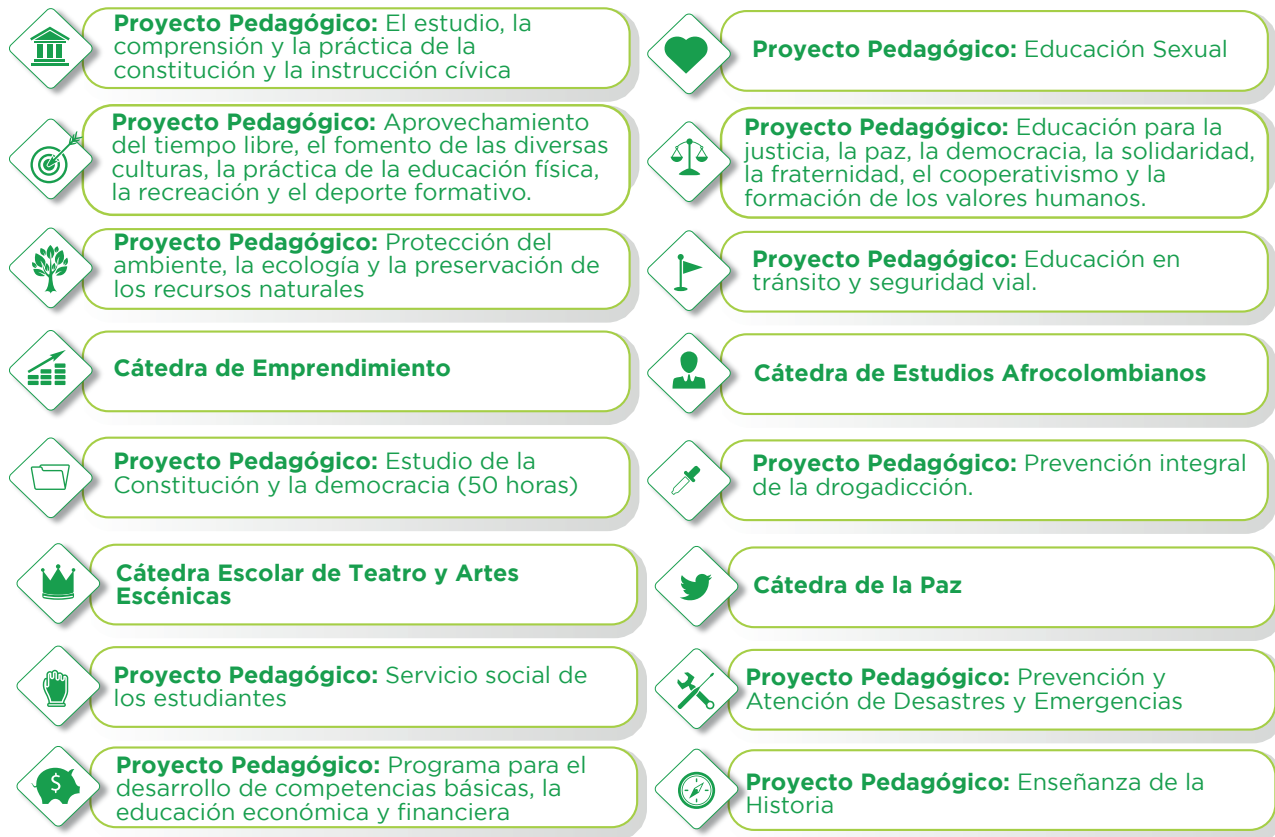 Proyecto Pedagógico: El estudio, la
comprensión y la práctica de la
constitución y la instrucción cívica
Proyecto Pedagógico: Educación Sexual
Proyecto Pedagógico: Aprovechamiento
del tiempo libre, el fomento de las diversas
culturas, la práctica de la educación física,
la recreación y el deporte formativo.
Proyecto Pedagógico: Educación para la
justicia, la paz, la democracia, la solidaridad,
la fraternidad, el cooperativismo y la
formación de los valores humanos.
Proyecto Pedagógico: Protección del
ambiente, la ecología y la preservación de
los recursos naturales
Proyecto Pedagógico: Educación en
tránsito y seguridad vial.
Cátedra de Emprendimiento
Cátedra de Estudios Afrocolombianos
Proyecto Pedagógico: Estudio de la
Constitución y la democracia (50 horas)
Proyecto Pedagógico: Prevención integral
de la drogadicción.
Cátedra Escolar de Teatro y Artes
Escénicas
Cátedra de la Paz
Proyecto Pedagógico: Servicio social de
los estudiantes
Proyecto Pedagógico: Prevención y
Atención de Desastres y Emergencias
$
Proyecto Pedagógico: Programa para el
desarrollo de competencias básicas, la
educación económica y financiera
Proyecto Pedagógico: Enseñanza de la
Historia